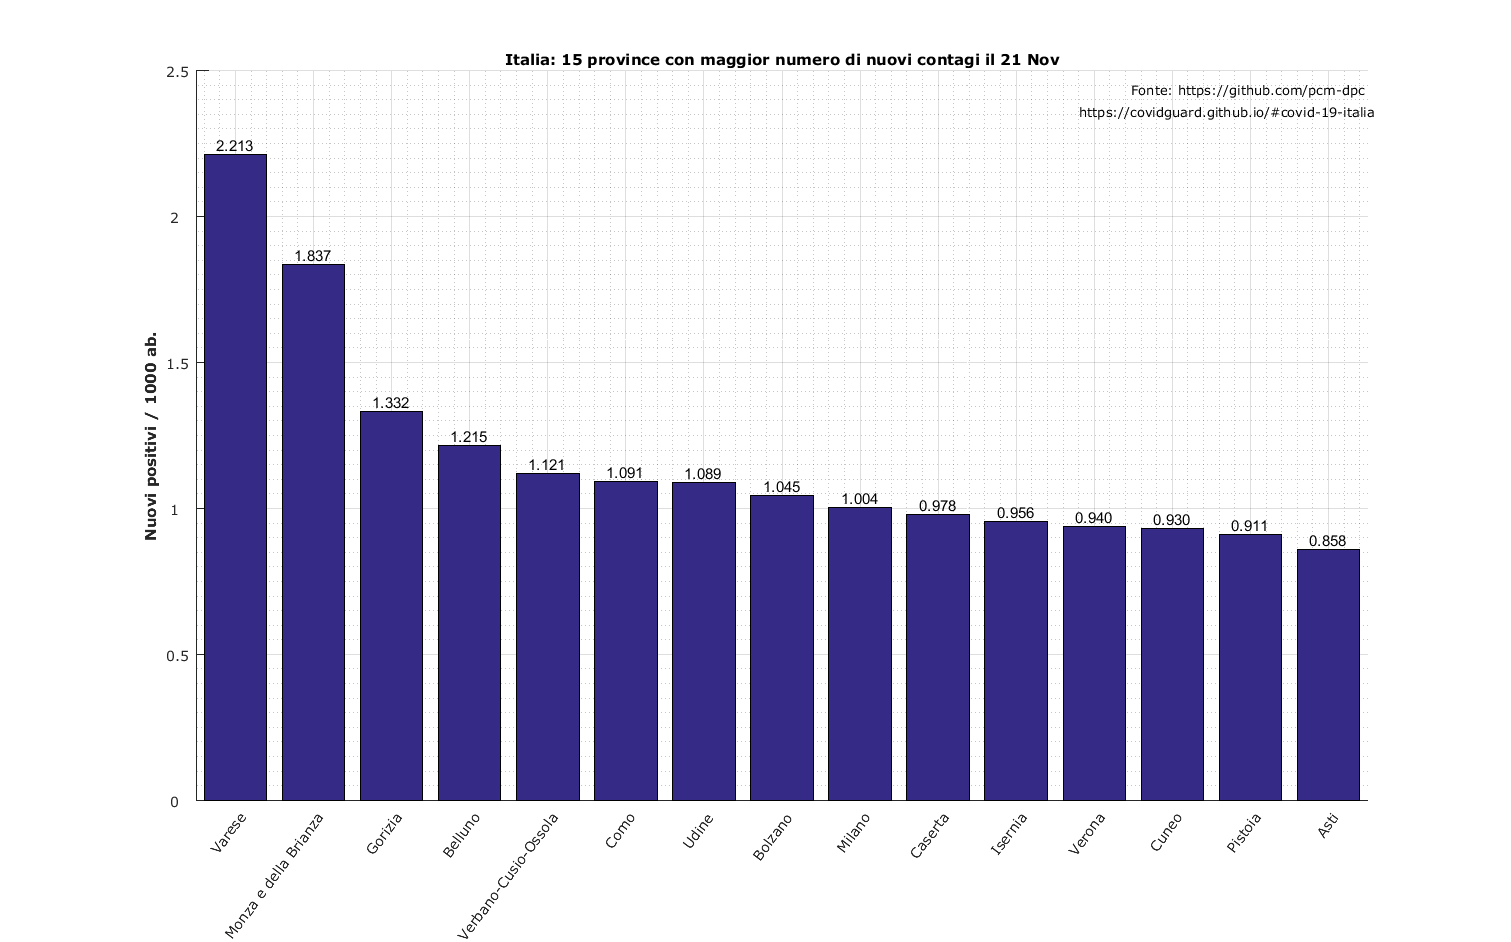 Italia: 15 province con maggior numero di nuovi contagi il 21 Nov
Fonte: https://github.com/pcm-dpc
https://covidguard.github.io/#covid-19-italia
Nuovi positivi / 1000 ab.
2.5
2
1.5
1
0.5
0
2.213
1.837
1.332
1.215
1.121
1.091
1.089
1.045
1.004
0.978
0.956
0.940
0.930
0.911
0.858
Varese
Monza e della Brianza
Gorizia
Belluno
Verbano-Cusio-Ossola
Como
Udine
Bolzano
Milano
Caserta
Isernia
Verona
Cuneo
Pistoia
Asti